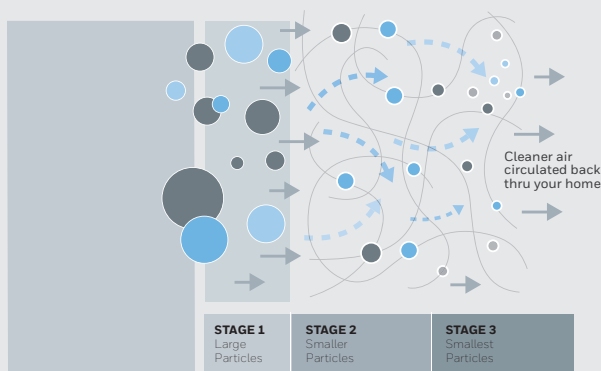 Cleaner air
circulated back
thru your home
STAGE 1
Large
Particles
STAGE 2
Smaller
Particles
STAGE 3
Smallest
Particles